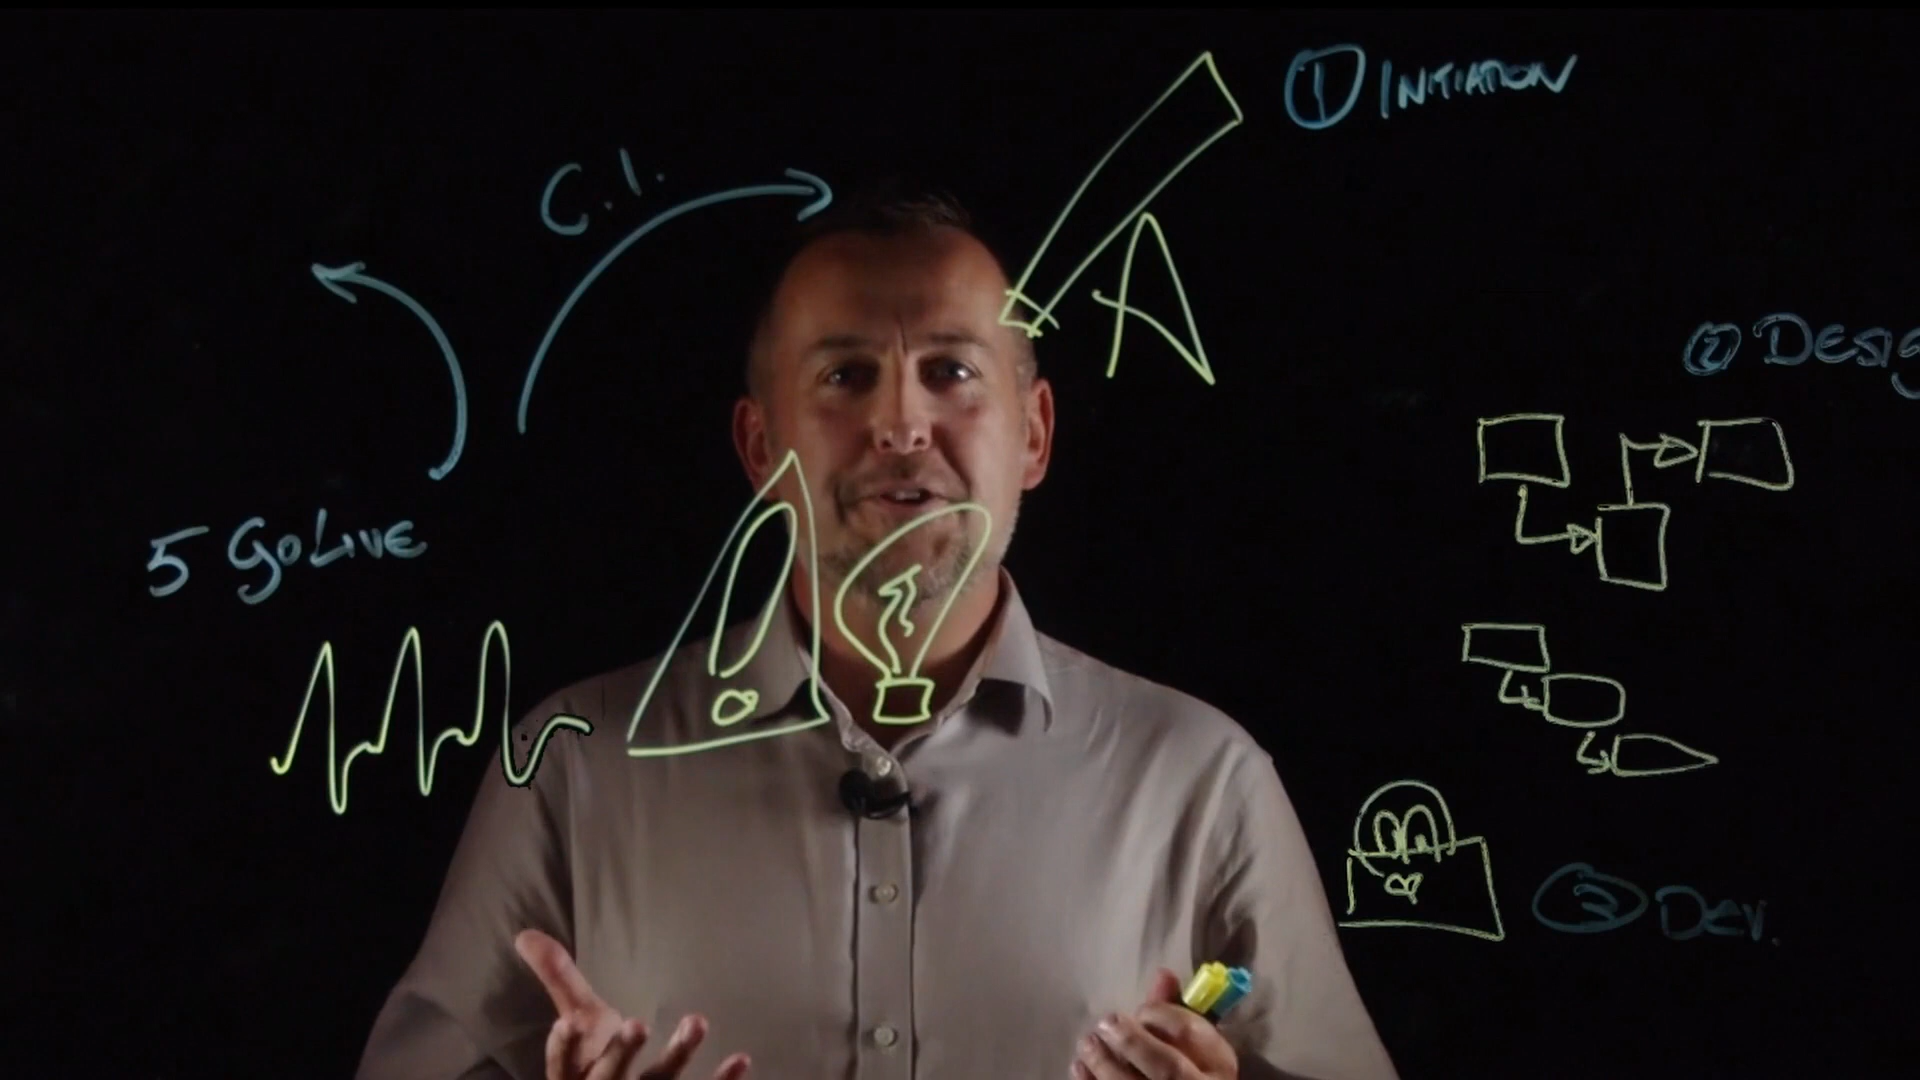 ① INITIATION
C.I.
② DESIG
5 GOLIVE
③ DEV.